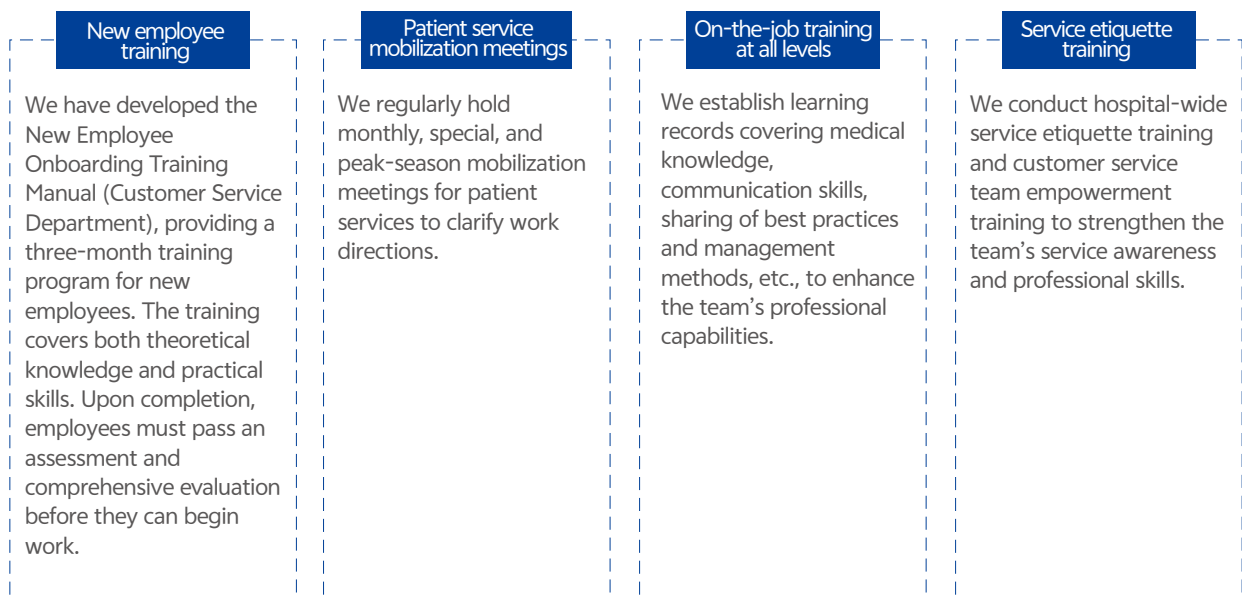 New employee
training
We have developed the
New Employee
Onboarding Training
Manual (Customer Service
Department), providing a
three-month training
program for new
employees. The training
covers both theoretical
knowledge and practical
skills. Upon completion,
employees must pass an
assessment and
comprehensive evaluation
before they can begin
work.
Patient service
mobilization meetings
We regularly hold
monthly, special, and
peak-season mobilization
meetings for patient
services to clarify work
directions.
On-the-job training
at all levels
We establish learning
records covering medical
knowledge,
communication skills,
sharing of best practices
and management
methods, etc., to enhance
the team’s professional
capabilities.
Service etiquette
training
We conduct hospital-wide
service etiquette training
and customer service
team empowerment
training to strengthen the
team’s service awareness
and professional skills.